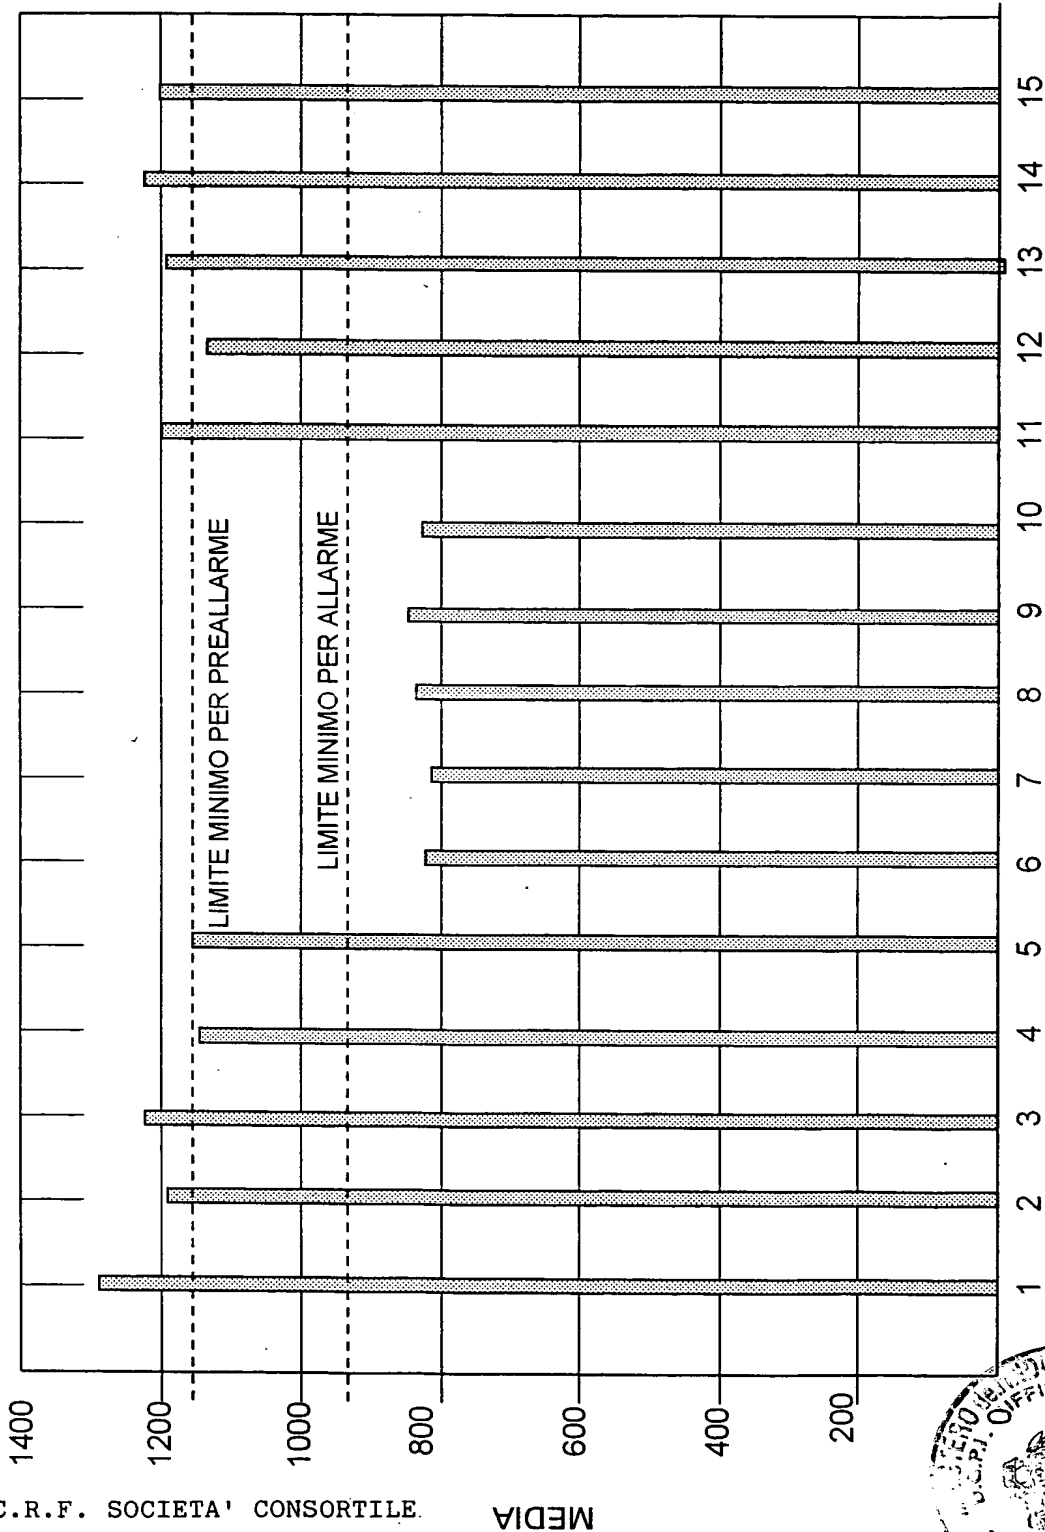 1400
1200
1000
800
600
400
200
MEDIA
LIMITE MINIMO PER PREALLARME
LIMITE MINIMO PER ALLARME
1 2 3 4 5 6 7 8 9 10 11 12 13 14 15
C.R.F. SOCIETA' CONSORTILE